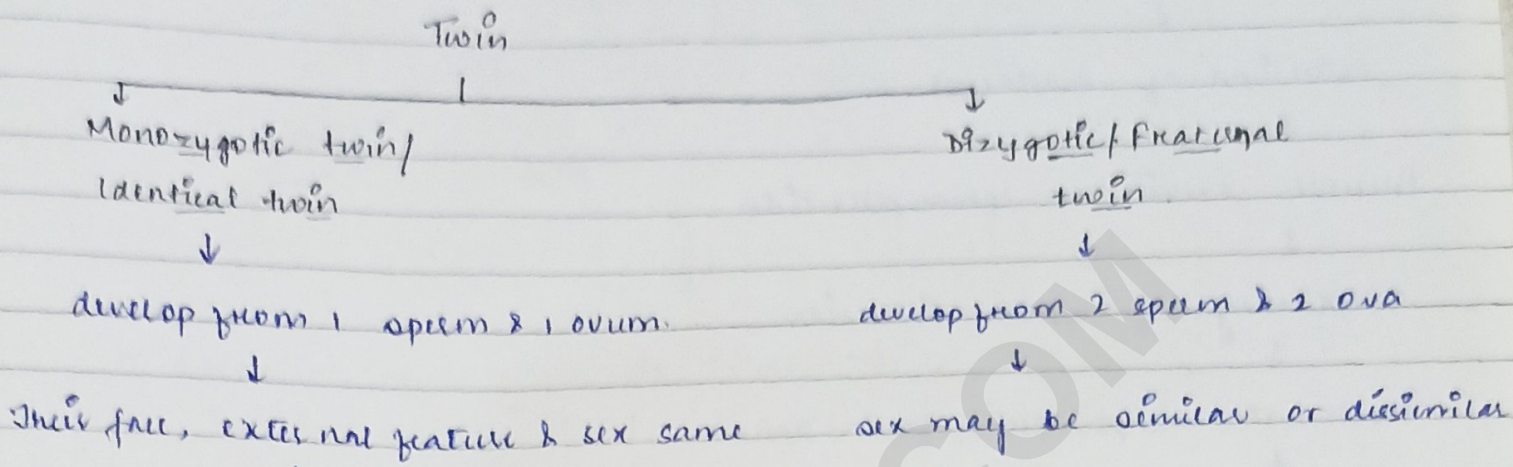 Twin
Monozygotic twin/
Identical twin
Dizygotic/Fraternal
twin
develop from 1 sperm & 1 ovum.
develop from 2 sperm & 2 ova
Their face, external feature & sex same
sex may be similar or dissimilar
COM